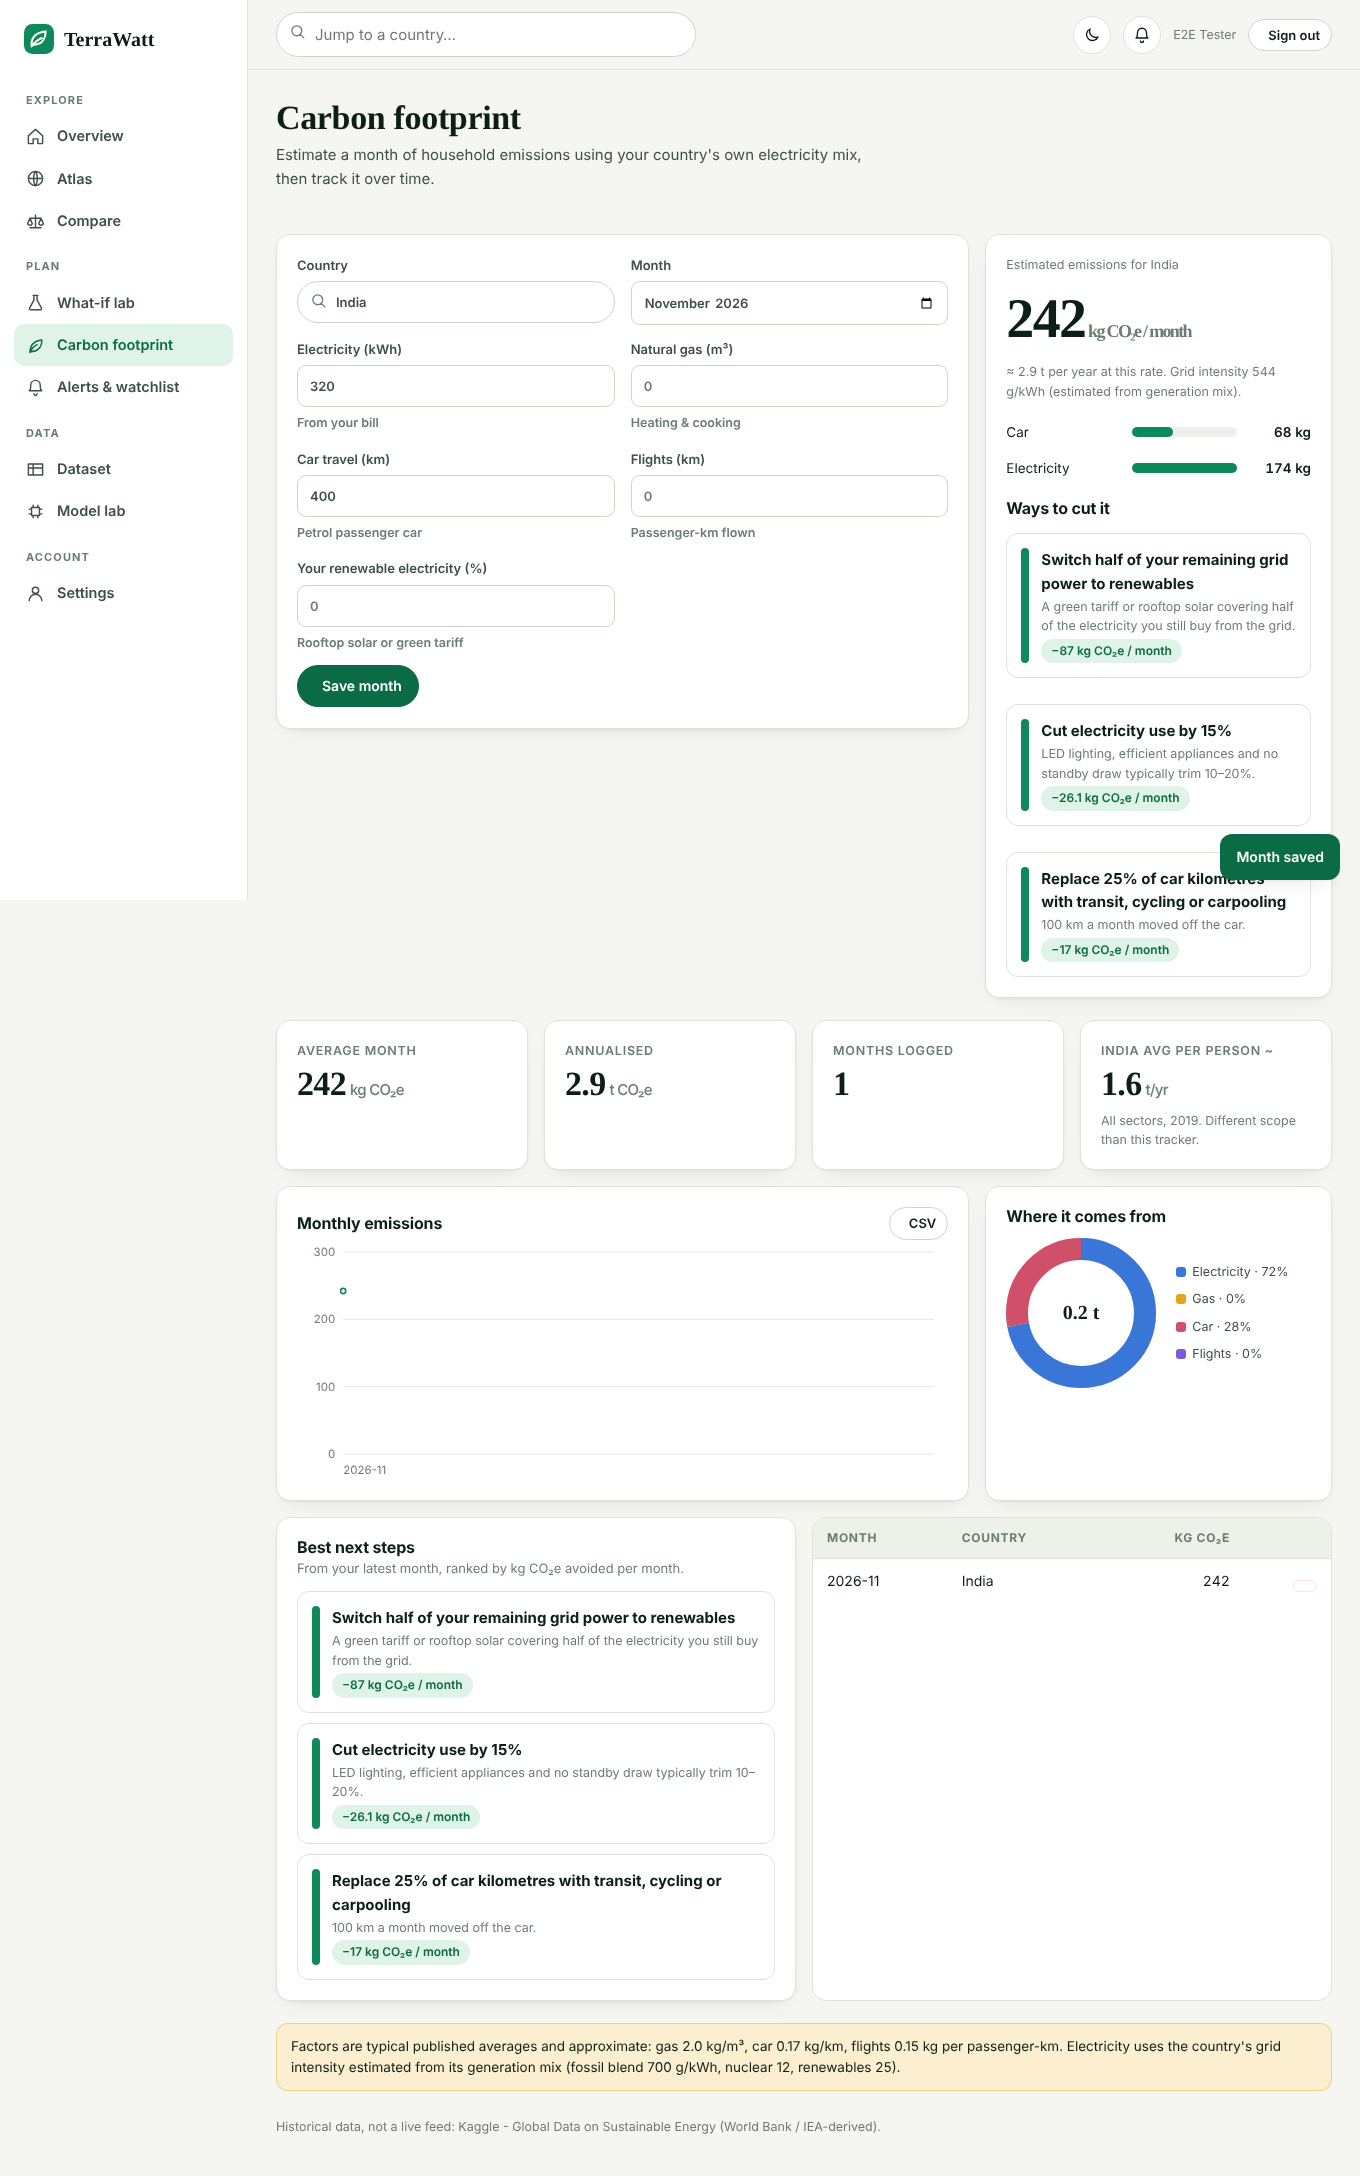 TerraWatt
Jump to a country...
E2E Tester
Sign out
EXPLORE
Overview
Atlas
Compare
PLAN
What-if lab
Carbon footprint
Alerts & watchlist
DATA
Dataset
Model lab
ACCOUNT
Settings
Carbon footprint
Estimate a month of household emissions using your country's own electricity mix,
then track it over time.
Country
Month
India
November 2026
Electricity (kWh)
Natural gas (m³)
320
0
From your bill
Heating & cooking
Car travel (km)
Flights (km)
400
0
Petrol passenger car
Passenger-km flown
Your renewable electricity (%)
0
Rooftop solar or green tariff
Save month
Estimated emissions for India
242 kg CO₂e / month
≈ 2.9 t per year at this rate. Grid intensity 544
g/kWh (estimated from generation mix).
Car 68 kg
Electricity 174 kg
Ways to cut it
Switch half of your remaining grid
power to renewables
A green tariff or rooftop solar covering half
of the electricity you still buy from the grid.
−87 kg CO₂e / month
Cut electricity use by 15%
LED lighting, efficient appliances and no
standby draw typically trim 10–20%.
−26.1 kg CO₂e / month
Month saved
Replace 25% of car kilometres
with transit, cycling or carpooling
100 km a month moved off the car.
−17 kg CO₂e / month
AVERAGE MONTH
242 kg CO₂e
ANNUALISED
2.9 t CO₂e
MONTHS LOGGED
1
INDIA AVG PER PERSON ~
1.6 t/yr
All sectors, 2019. Different scope
than this tracker.
Monthly emissions
CSV
300
200
100
0
2026-11
Where it comes from
0.2 t
Electricity · 72%
Gas · 0%
Car · 28%
Flights · 0%
Best next steps
From your latest month, ranked by kg CO₂e avoided per month.
Switch half of your remaining grid power to renewables
A green tariff or rooftop solar covering half of the electricity you still buy
from the grid.
−87 kg CO₂e / month
Cut electricity use by 15%
LED lighting, efficient appliances and no standby draw typically trim 10–
20%.
−26.1 kg CO₂e / month
Replace 25% of car kilometres with transit, cycling or
carpooling
100 km a month moved off the car.
−17 kg CO₂e / month
MONTH COUNTRY KG CO₂E
2026-11 India 242
Factors are typical published averages and approximate: gas 2.0 kg/m³, car 0.17 kg/km, flights 0.15 kg per passenger-km. Electricity uses the country's grid
intensity estimated from its generation mix (fossil blend 700 g/kWh, nuclear 12, renewables 25).
Historical data, not a live feed: Kaggle - Global Data on Sustainable Energy (World Bank / IEA-derived).